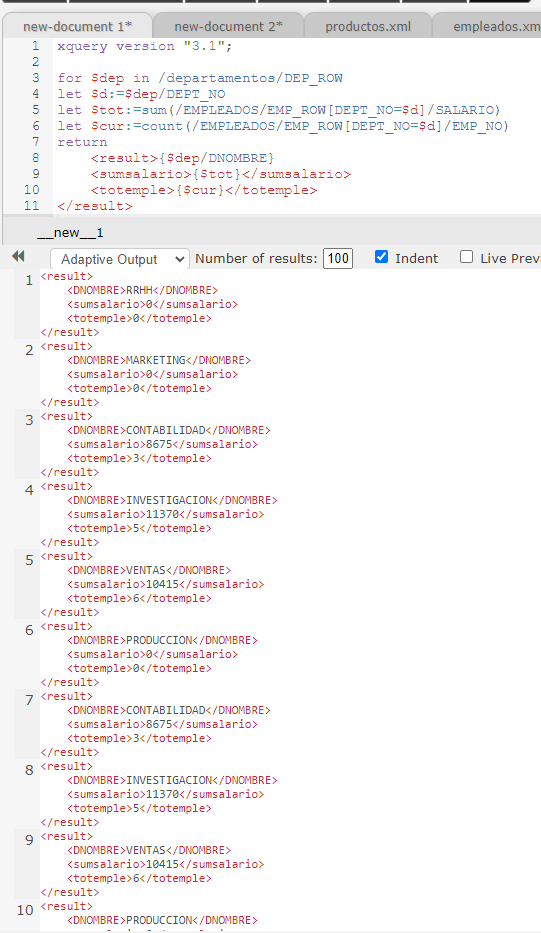 new-document 1* new-document 2* productos.xml empleados.xm
1 xquery version "3.1";
2
3 for $dep in /departamentos/DEP_ROW
4 let $d:=$dep/DEPT_NO
5 let $tot:=sum(/EMPLEADOS/EMP_ROW[DEPT_NO=$d]/SALARIO)
6 let $cur:=count(/EMPLEADOS/EMP_ROW[DEPT_NO=$d]/EMP_NO)
7 return
8 <result>{$dep/DNOMBRE}
9 <sumsalario>{$tot}</sumsalario>
10 <totemple>{$cur}</totemple>
11 </result>
__new__1
Adaptive Output Number of results: 100 Indent Live Previ
1 <result>
<DNOMBRE>RRHH</DNOMBRE>
<sumsalario>0</sumsalario>
<totemple>0</totemple>
</result>
2 <result>
<DNOMBRE>MARKETING</DNOMBRE>
<sumsalario>0</sumsalario>
<totemple>0</totemple>
</result>
3 <result>
<DNOMBRE>CONTABILIDAD</DNOMBRE>
<sumsalario>8675</sumsalario>
<totemple>3</totemple>
</result>
4 <result>
<DNOMBRE>INVESTIGACION</DNOMBRE>
<sumsalario>11370</sumsalario>
<totemple>5</totemple>
</result>
5 <result>
<DNOMBRE>VENTAS</DNOMBRE>
<sumsalario>10415</sumsalario>
<totemple>6</totemple>
</result>
6 <result>
<DNOMBRE>PRODUCCION</DNOMBRE>
<sumsalario>0</sumsalario>
<totemple>0</totemple>
</result>
7 <result>
<DNOMBRE>CONTABILIDAD</DNOMBRE>
<sumsalario>8675</sumsalario>
<totemple>3</totemple>
</result>
8 <result>
<DNOMBRE>INVESTIGACION</DNOMBRE>
<sumsalario>11370</sumsalario>
<totemple>5</totemple>
</result>
9 <result>
<DNOMBRE>VENTAS</DNOMBRE>
<sumsalario>10415</sumsalario>
<totemple>6</totemple>
</result>
10 <result>
<DNOMBRE>PRODUCCION</DNOMBRE>